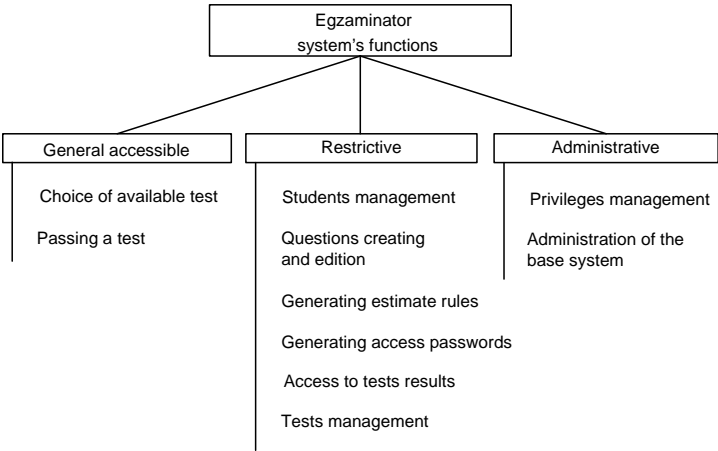 Egzaminator
system's functions
General accessible
Choice of available test
Passing a test
Restrictive
Students management
Questions creating
and edition
Generating estimate rules
Generating access passwords
Access to tests results
Tests management
Administrative
Privileges management
Administration of the
base system